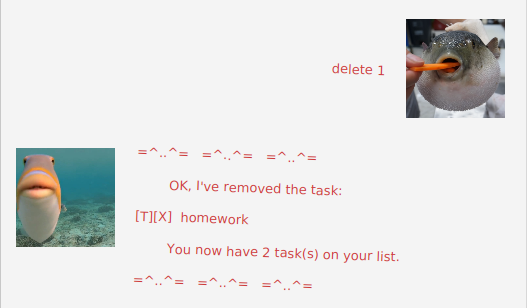 delete 1
=^..^=   =^..^=   =^..^=
OK, I've removed the task:
[T][X]  homework
You now have 2 task(s) on your list.
=^..^=   =^..^=   =^..^=